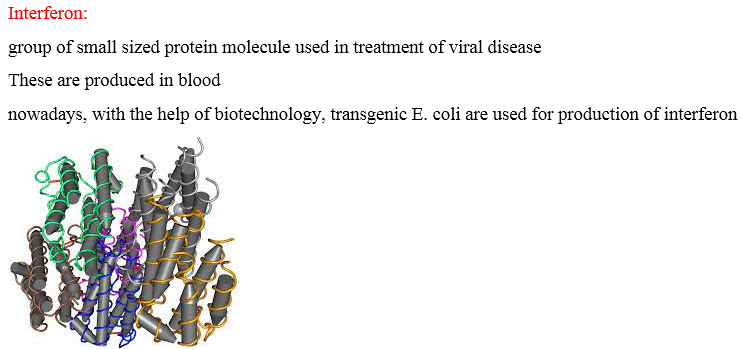 Interferon:
group of small sized protein molecule used in treatment of viral disease
These are produced in blood
nowadays, with the help of biotechnology, transgenic E. coli are used for production of interferon